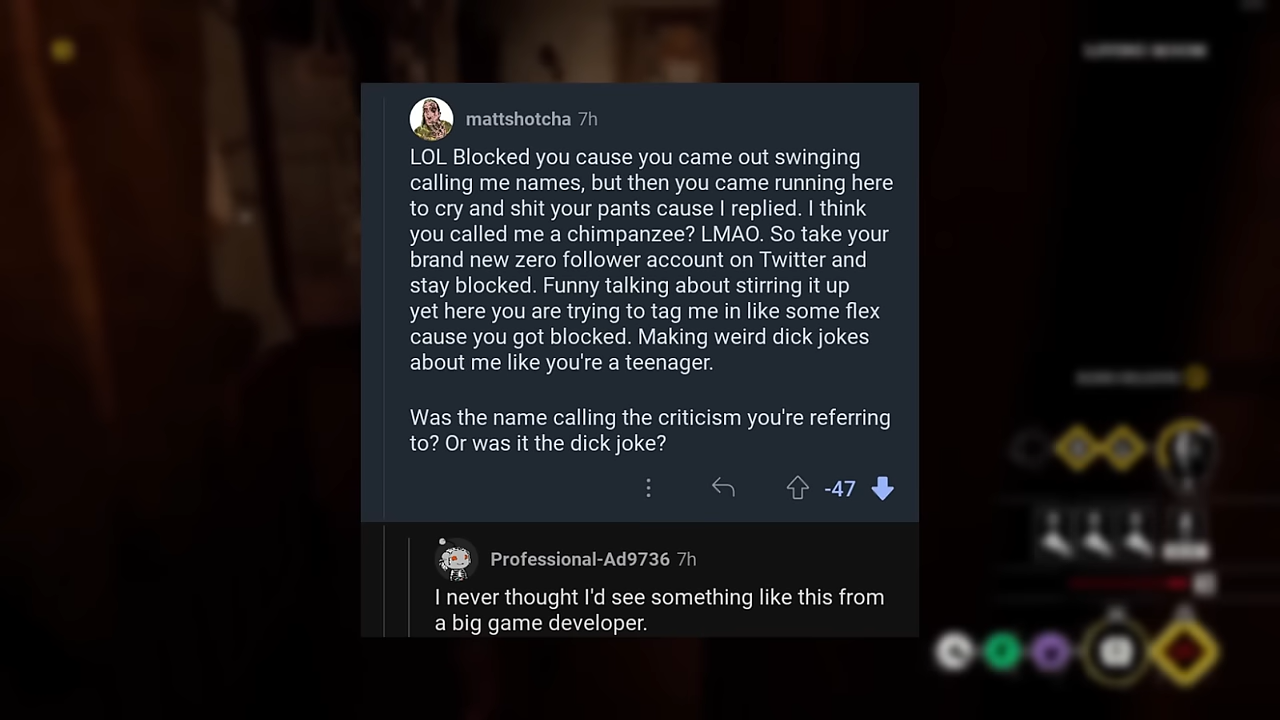 mattshotcha 7h
LOL Blocked you cause you came out swinging
calling me names, but then you came running here
to cry and shit your pants cause I replied. I think
you called me a chimpanzee? LMAO. So take your
brand new zero follower account on Twitter and
stay blocked. Funny talking about stirring it up
yet here you are trying to tag me in like some flex
cause you got blocked. Making weird dick jokes
about me like you're a teenager.
Was the name calling the criticism you're referring
to? Or was it the dick joke?
-47
Professional-Ad9736 7h
I never thought I'd see something like this from
a big game developer.